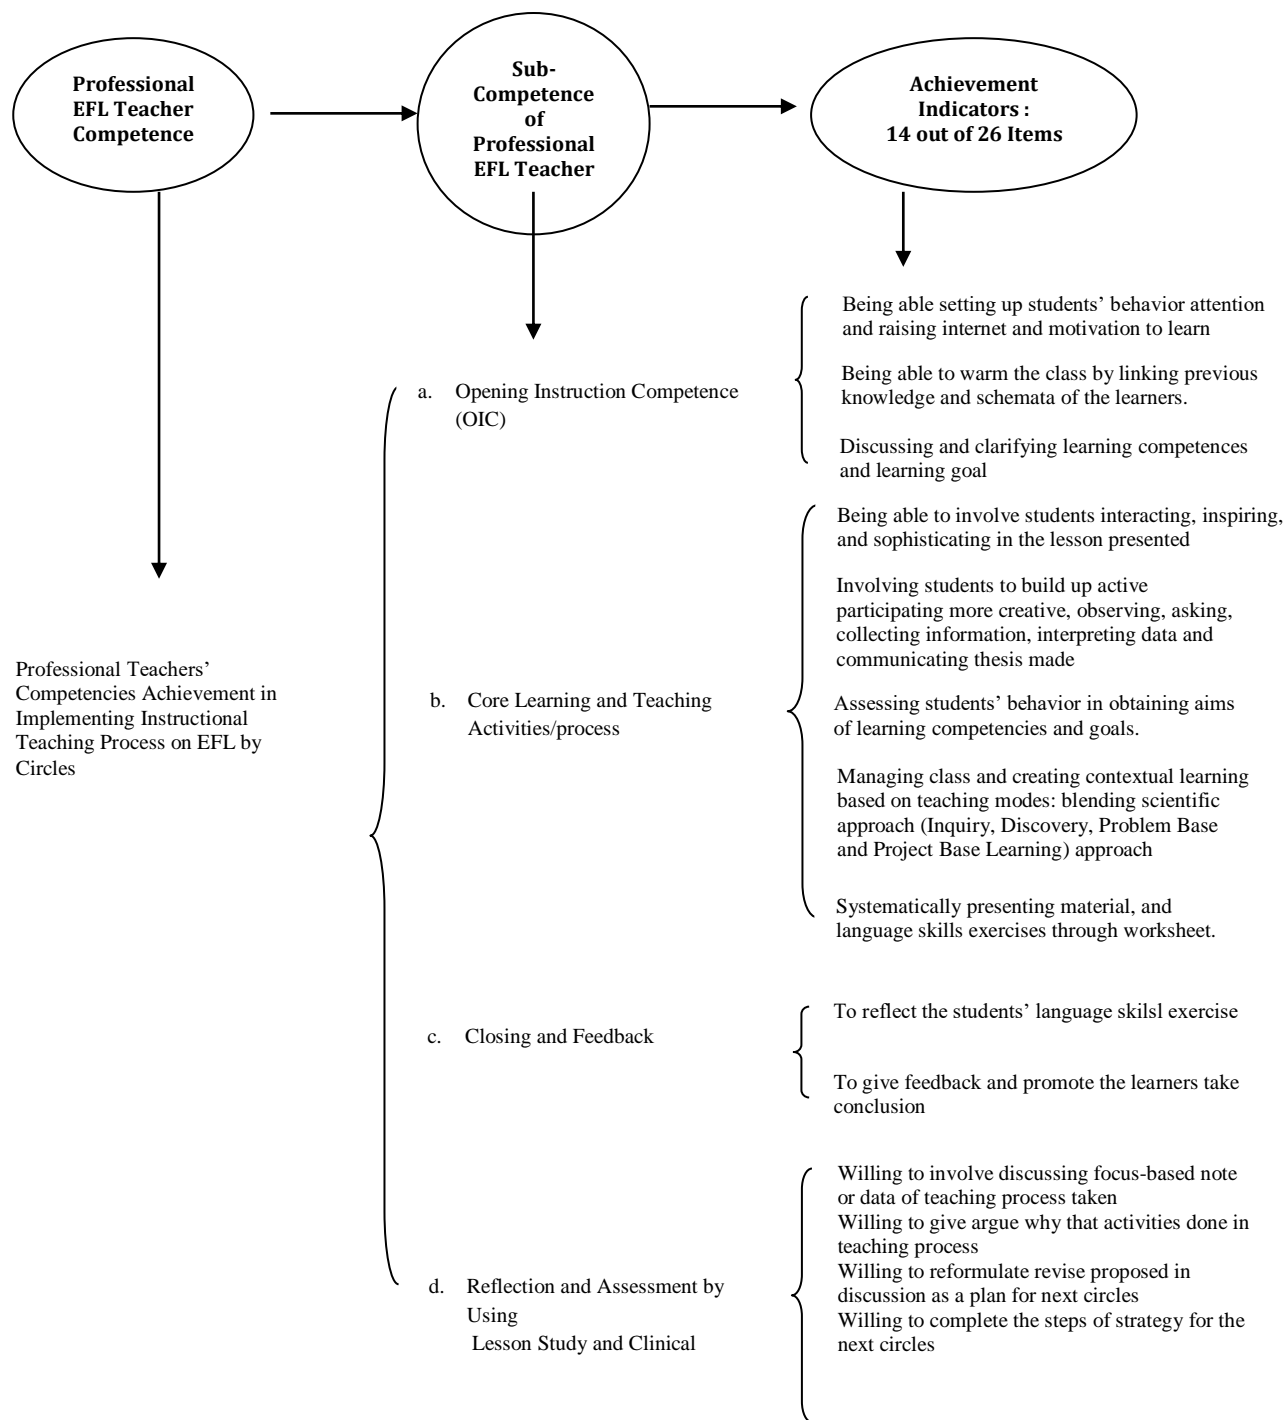 Professional
EFL Teacher
Competence
Sub-
Competence
of
Professional
EFL Teacher
Achievement
Indicators :
14 out of 26 Items
Professional Teachers’
Competencies Achievement in
Implementing Instructional
Teaching Process on EFL by
Circles
a. Opening Instruction Competence
(OIC)
Being able setting up students’ behavior attention
and raising internet and motivation to learn
Being able to warm the class by linking previous
knowledge and schemata of the learners.
Discussing and clarifying learning competences
and learning goal
b. Core Learning and Teaching
Activities/process
Being able to involve students interacting, inspiring,
and sophisticating in the lesson presented
Involving students to build up active
participating more creative, observing, asking,
collecting information, interpreting data and
communicating thesis made
Assessing students’ behavior in obtaining aims
of learning competencies and goals.
Managing class and creating contextual learning
based on teaching modes: blending scientific
approach (Inquiry, Discovery, Problem Base
and Project Base Learning) approach
Systematically presenting material, and
language skills exercises through worksheet.
c. Closing and Feedback
To reflect the students’ language skilsl exercise
To give feedback and promote the learners take
conclusion
d. Reflection and Assessment by
Using
Lesson Study and Clinical
Willing to involve discussing focus-based note
or data of teaching process taken
Willing to give argue why that activities done in
teaching process
Willing to reformulate revise proposed in
discussion as a plan for next circles
Willing to complete the steps of strategy for the
next circles